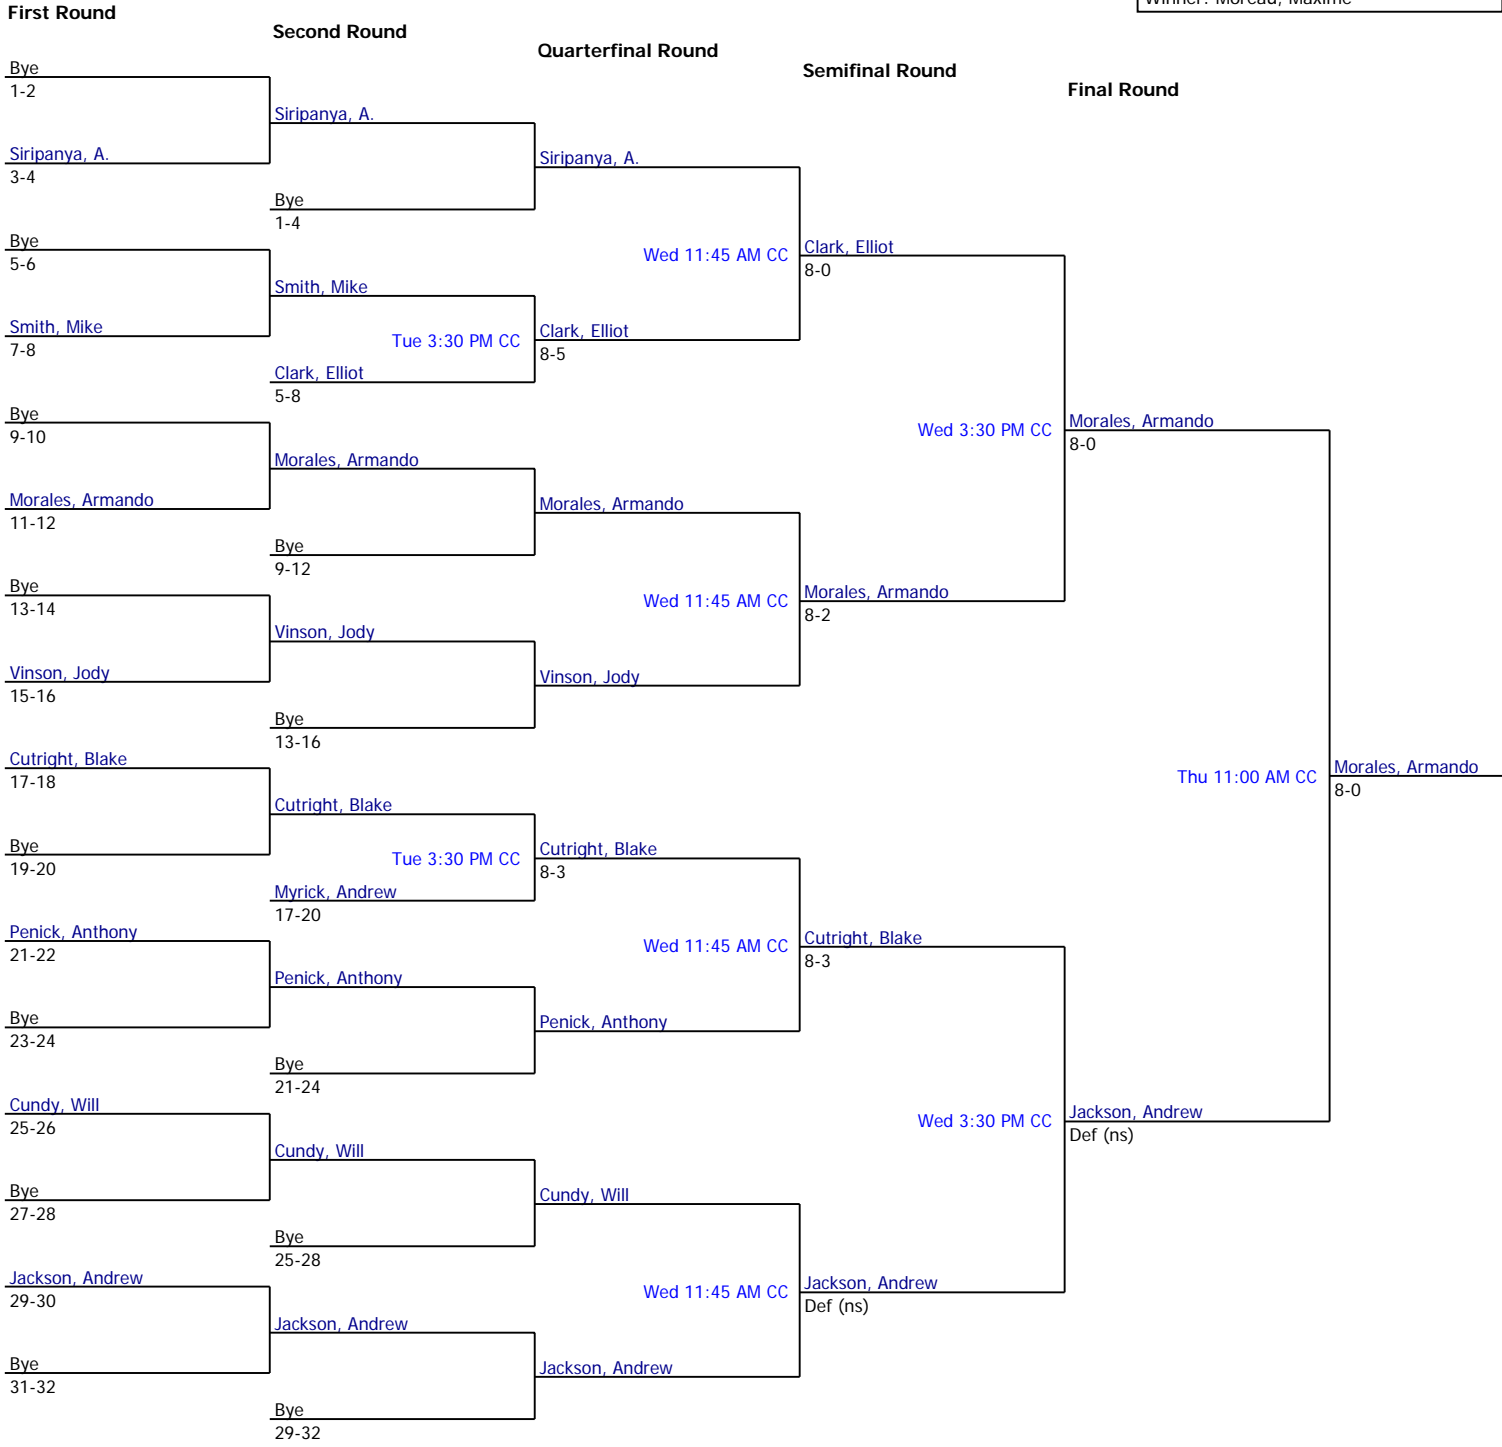 Winner: Moreau, Maxime
First Round
Second Round
Quarterfinal Round
Semifinal Round
Final Round
Bye
1-2
Siripanya, A.
3-4
Bye
5-6
Smith, Mike
7-8
Bye
9-10
Morales, Armando
11-12
Bye
13-14
Vinson, Jody
15-16
Cutright, Blake
17-18
Bye
19-20
Penick, Anthony
21-22
Bye
23-24
Cundy, Will
25-26
Bye
27-28
Jackson, Andrew
29-30
Bye
31-32
Siripanya, A.
Bye
1-4
Smith, Mike
Tue 3:30 PM CC
Clark, Elliot
5-8
Morales, Armando
Bye
9-12
Vinson, Jody
Bye
13-16
Cutright, Blake
Tue 3:30 PM CC
Myrick, Andrew
17-20
Penick, Anthony
Bye
21-24
Cundy, Will
Bye
25-28
Jackson, Andrew
Bye
29-32
Siripanya, A.
Wed 11:45 AM CC
Clark, Elliot
8-5
Morales, Armando
Wed 11:45 AM CC
Vinson, Jody
Cutright, Blake
8-3
Wed 11:45 AM CC
Penick, Anthony
Cundy, Will
Wed 11:45 AM CC
Jackson, Andrew
Clark, Elliot
8-0
Wed 3:30 PM CC
Morales, Armando
8-2
Cutright, Blake
8-3
Wed 3:30 PM CC
Jackson, Andrew
Def (ns)
Morales, Armando
8-0
Thu 11:00 AM CC
Jackson, Andrew
Def (ns)
Morales, Armando
8-0